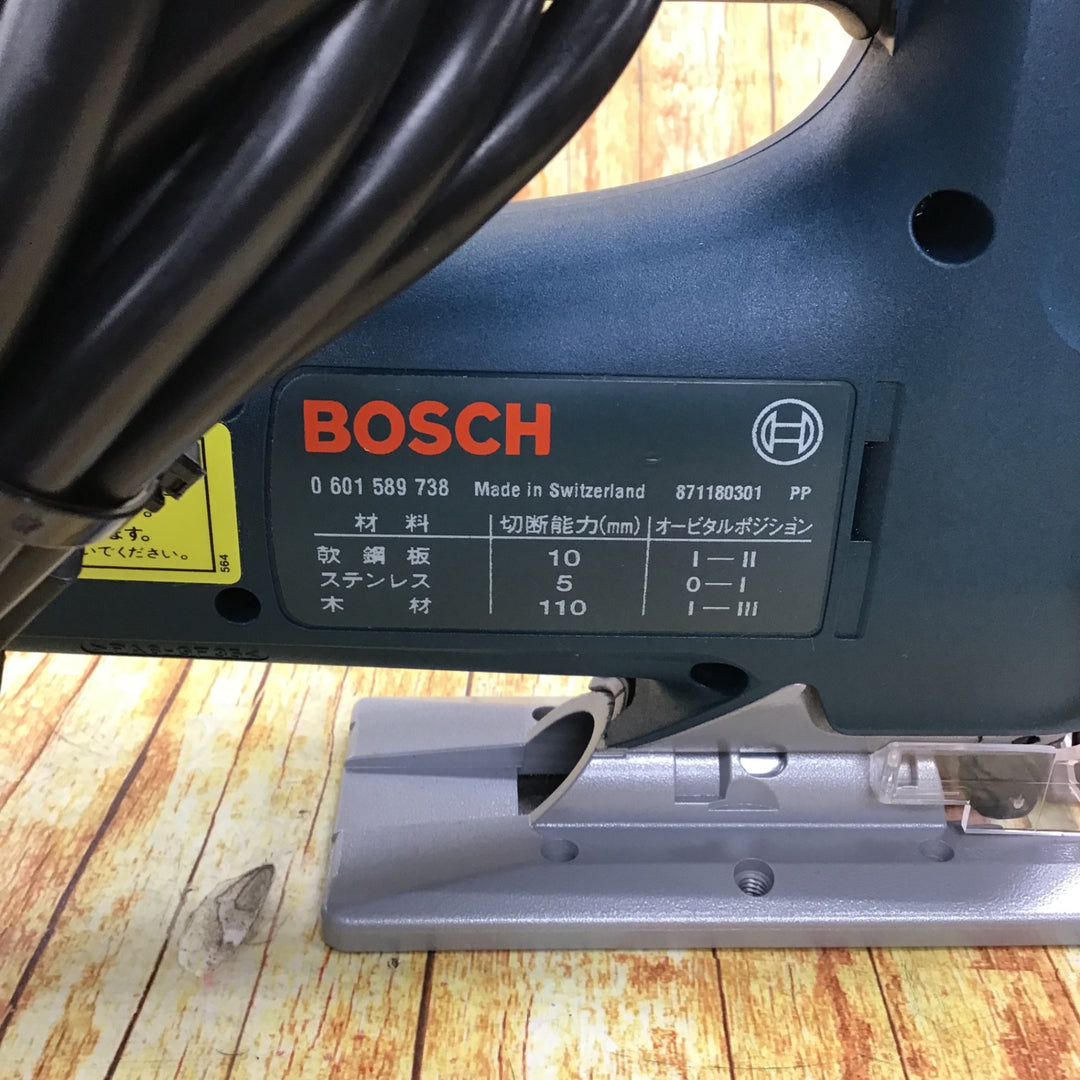 BOSCH
0 601 589 738 Made in Switzerland 871180301 PP
材料 切断能力(mm) オービタルポジション
軟鋼板 10 I—II
ステンレス 5 0—I
木材 110 I—III
ます。
いでください。
564